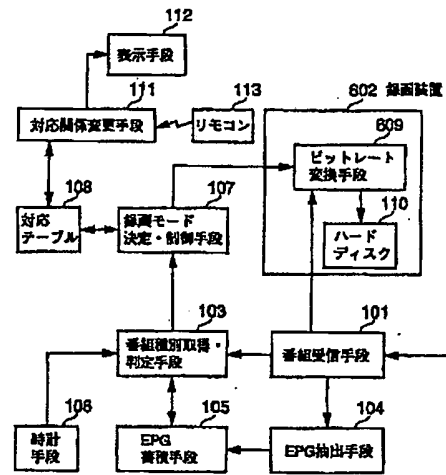 112
表示手段
111
113
602 録画装置
対応関係変更手段
リモコン
609
ビットレート
変換手段
108
107
110
対応
テーブル
録画モード
決定・制御手段
ハード
ディスク
103
101
番組種別取得・
判定手段
番組受信手段
106
105
104
時計
手段
EPG
蓄積手段
EPG抽出手段